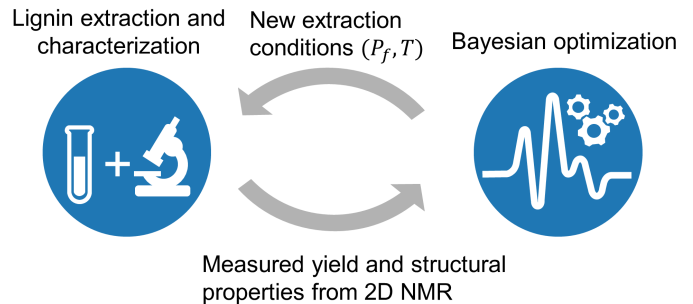 Lignin extraction and
characterization
New extraction
conditions (P_f, T)
Bayesian optimization
+
Measured yield and structural
properties from 2D NMR